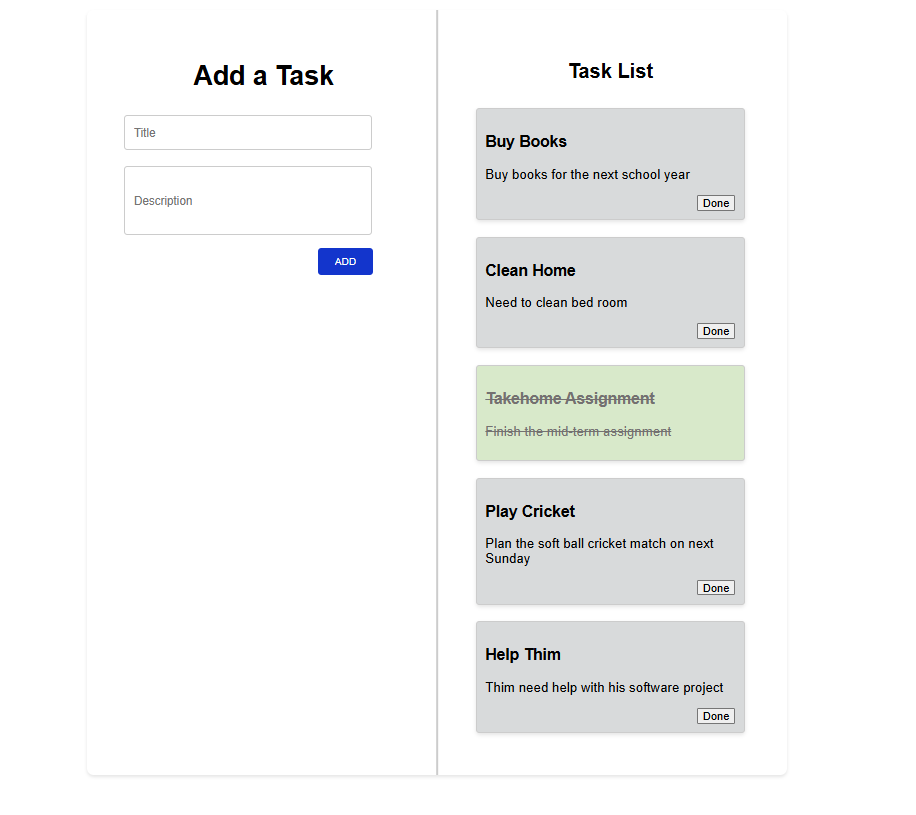 Add a Task
Title
Description
ADD
Task List
Buy Books
Buy books for the next school year
Done
Clean Home
Need to clean bed room
Done
Takehome Assignment
Finish the mid-term assignment
Play Cricket
Plan the soft ball cricket match on next
Sunday
Done
Help Thim
Thim need help with his software project
Done